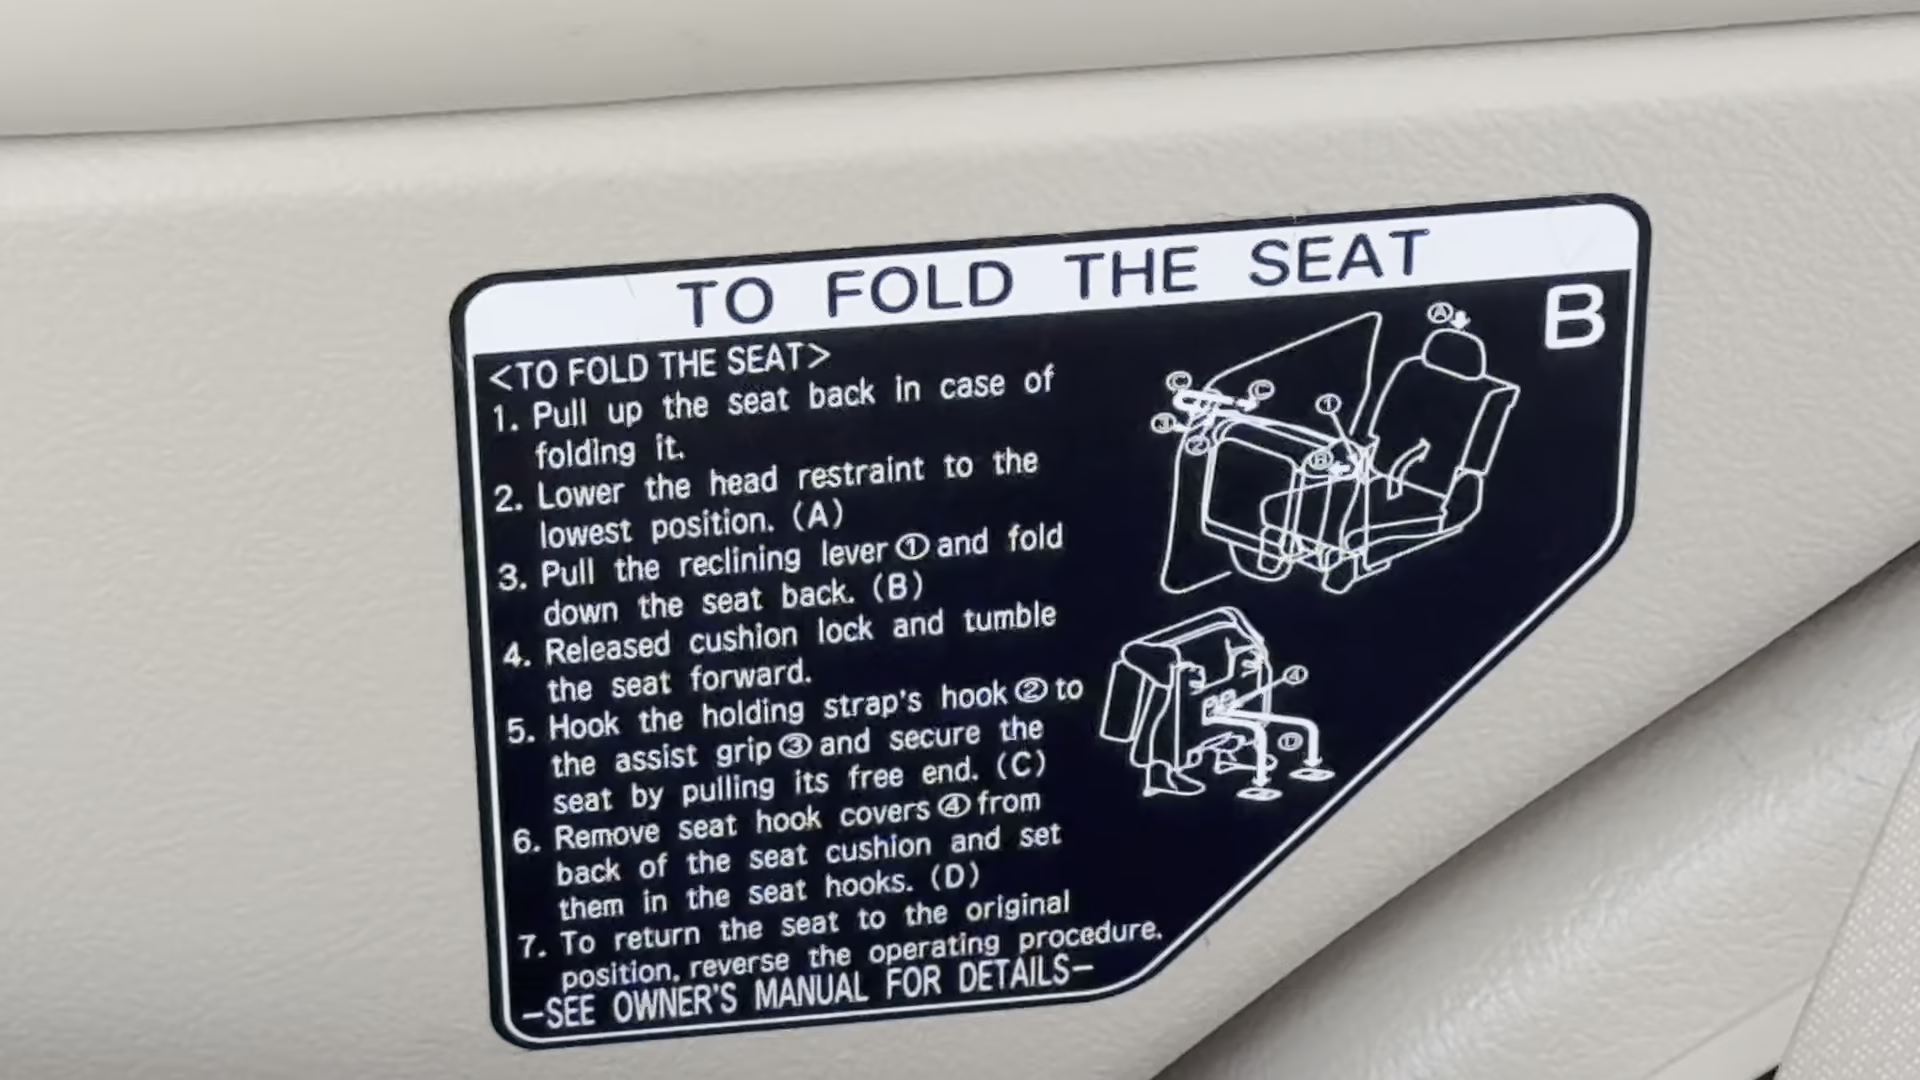 TO FOLD THE SEAT
B
<TO FOLD THE SEAT>
1. Pull up the seat back in case of
folding it.
2. Lower the head restraint to the
lowest position. (A)
3. Pull the reclining lever ① and fold
down the seat back. (B)
4. Released cushion lock and tumble
the seat forward.
5. Hook the holding strap's hook ② to
the assist grip ③ and secure the
seat by pulling its free end. (C)
6. Remove seat hook covers ④ from
back of the seat cushion and set
them in the seat hooks. (D)
7. To return the seat to the original
position, reverse the operating procedure.
–SEE OWNER'S MANUAL FOR DETAILS–
Ⓐ
Ⓒ
Ⓒ
①
③
②
Ⓑ
④
Ⓓ